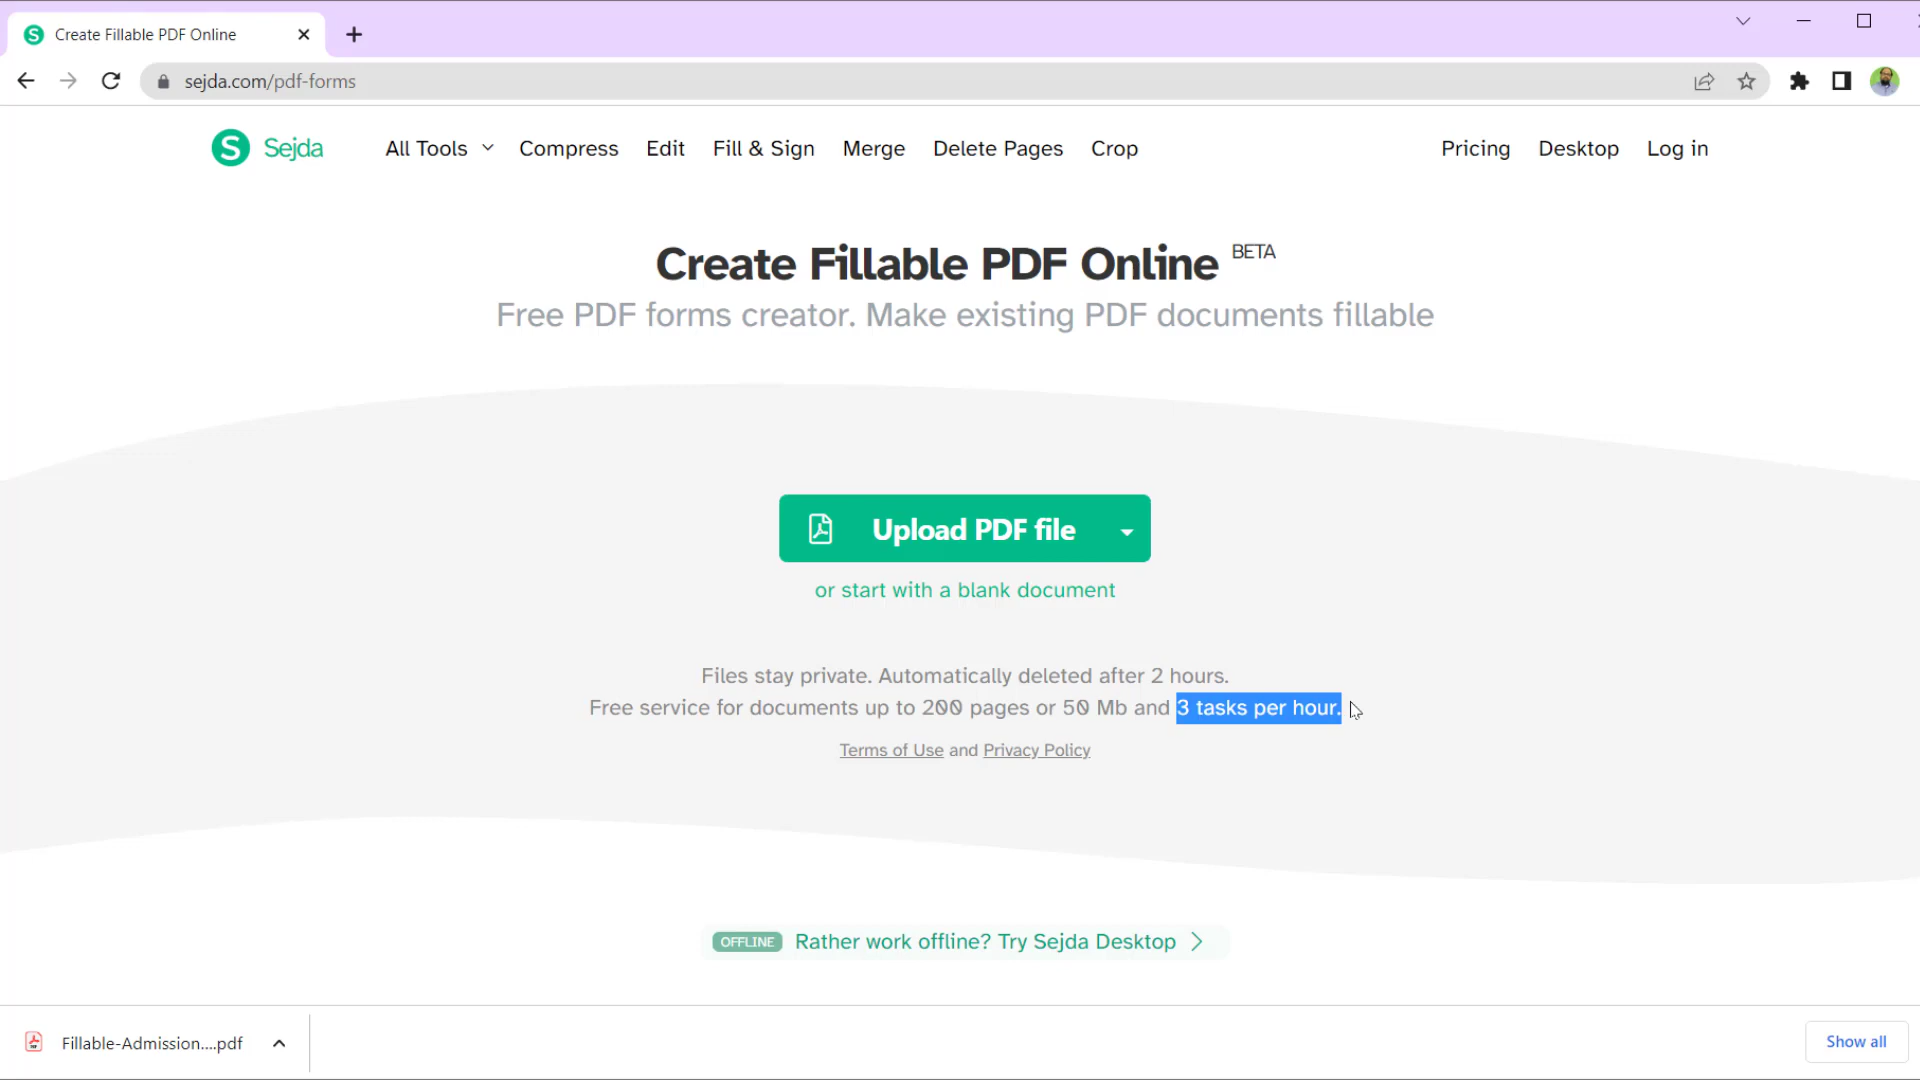 Create Fillable PDF Online
sejda.com/pdf-forms
S Sejda All Tools Compress Edit Fill & Sign Merge Delete Pages Crop Pricing Desktop Log in
Create Fillable PDF Online BETA
Free PDF forms creator. Make existing PDF documents fillable
Upload PDF file
or start with a blank document
Files stay private. Automatically deleted after 2 hours.
Free service for documents up to 200 pages or 50 Mb and 3 tasks per hour.
Terms of Use and Privacy Policy
OFFLINE Rather work offline? Try Sejda Desktop
Fillable-Admission....pdf Show all